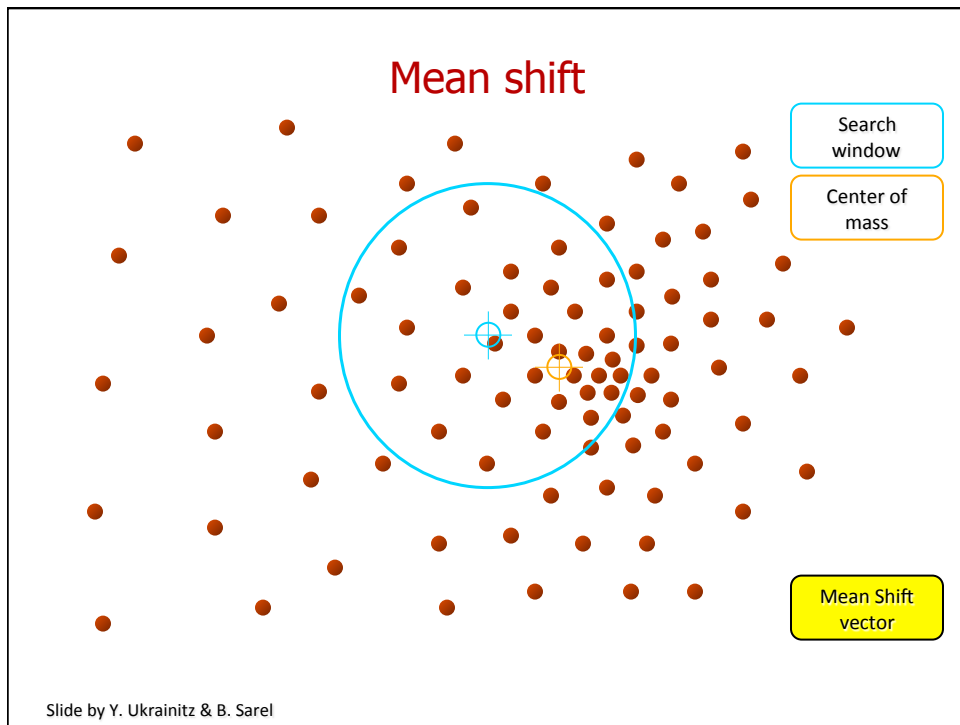 Mean shift
Search
window
Center of
mass
Mean Shift
vector
Slide by Y. Ukrainitz & B. Sarel